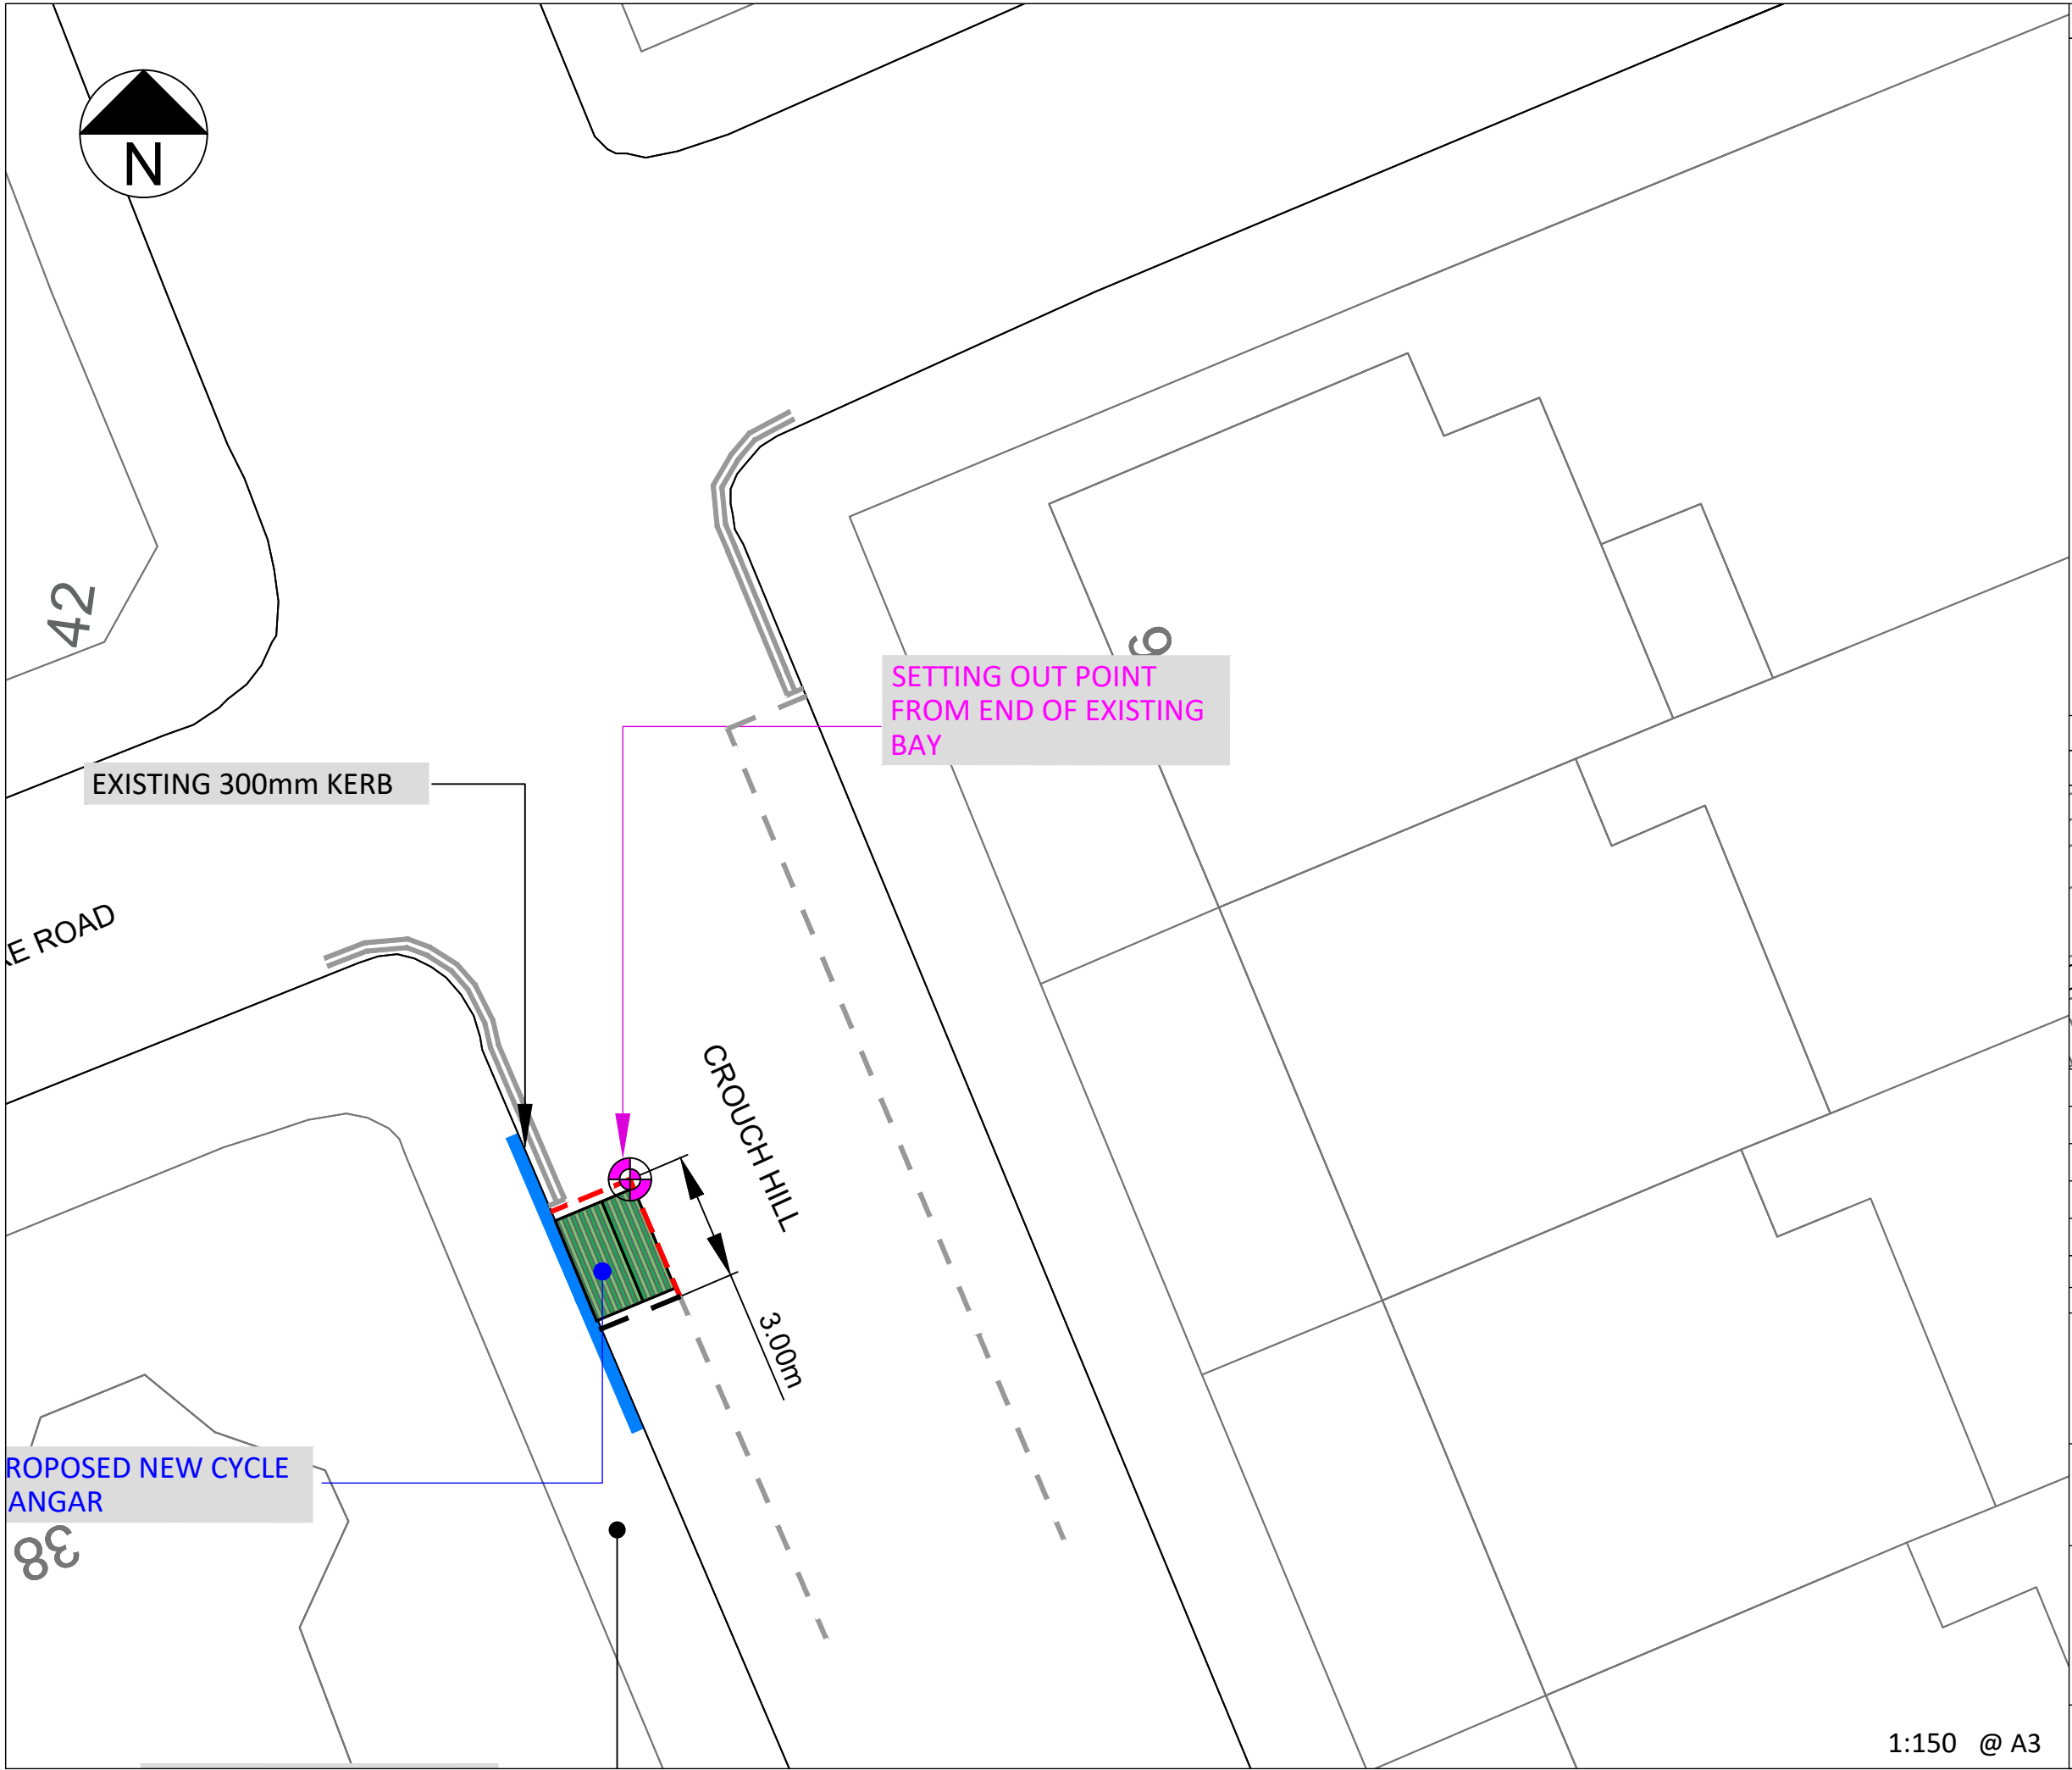 N
42
6
SETTING OUT POINT
FROM END OF EXISTING
BAY
EXISTING 300mm KERB
E ROAD
CROUCH HILL
3.00m
ROPOSED NEW CYCLE
ANGAR
38
1:150 @ A3